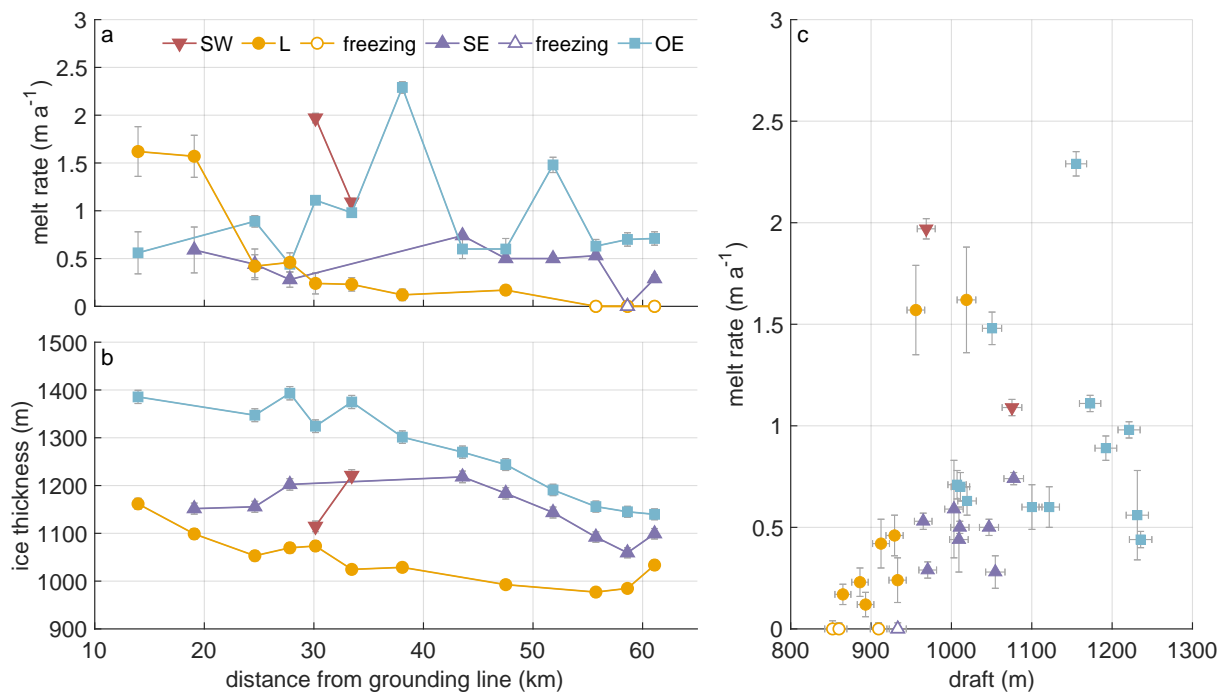 a
SW L freezing SE freezing OE
3
2.5
2
1.5
1
0.5
0
melt rate (m a⁻¹)
b
1500
1400
1300
1200
1100
1000
900
ice thickness (m)
10 20 30 40 50 60
distance from grounding line (km)
c
3
2.5
2
1.5
1
0.5
0
melt rate (m a⁻¹)
800 900 1000 1100 1200 1300
draft (m)